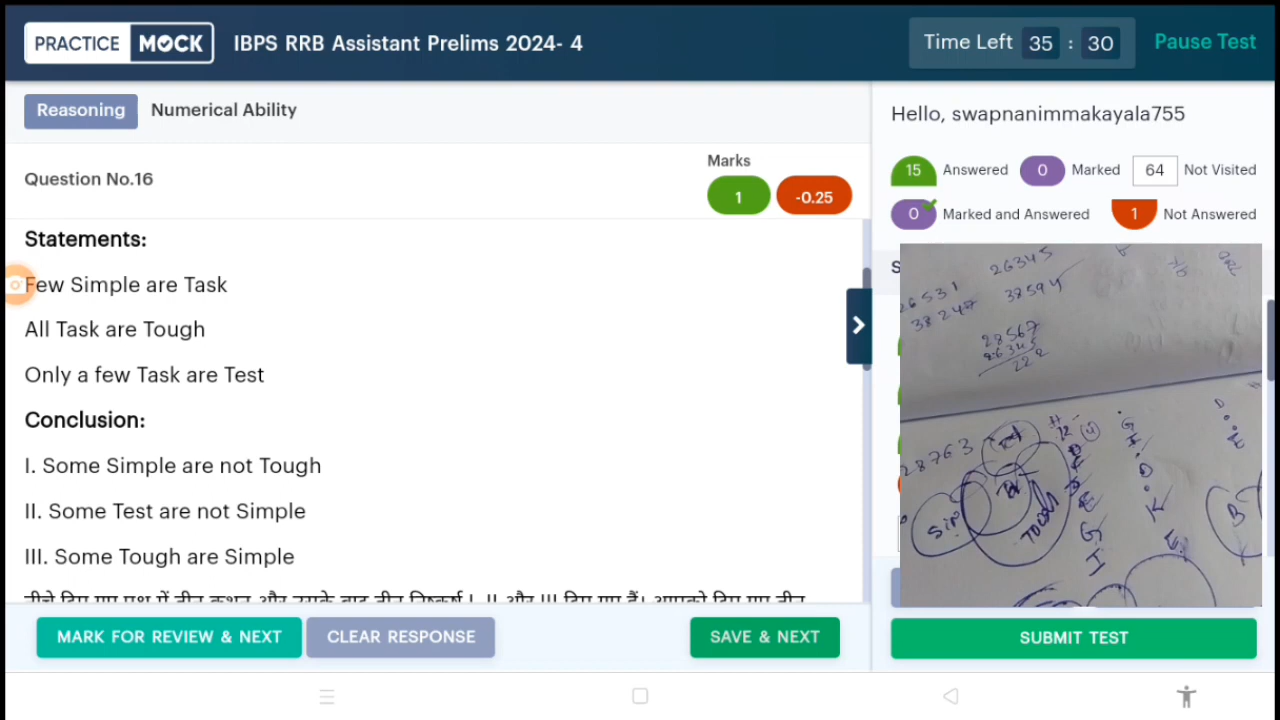 PRACTICE MOCK IBPS RRB Assistant Prelims 2024- 4
Time Left 35 : 30 Pause Test
Reasoning Numerical Ability
Hello, swapnanimmakayala755
Question No.16
Marks
1 -0.25
15 Answered 0 Marked 64 Not Visited
0 Marked and Answered 1 Not Answered
Statements:
Few Simple are Task
All Task are Tough
Only a few Task are Test
Conclusion:
I. Some Simple are not Tough
II. Some Test are not Simple
III. Some Tough are Simple
26345
38594
26531
38247
28567
26345
222
28763
Tough
B
MARK FOR REVIEW & NEXT CLEAR RESPONSE SAVE & NEXT
SUBMIT TEST